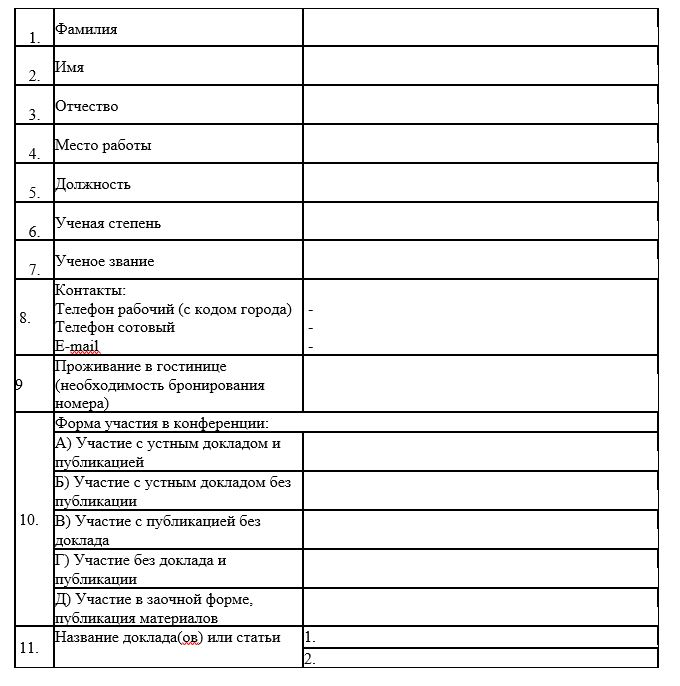 1. Фамилия
2. Имя
3. Отчество
4. Место работы
5. Должность
6. Ученая степень
7. Ученое звание
8. Контакты:
Телефон рабочий (с кодом города) -
Телефон сотовый -
E-mail -
9 Проживание в гостинице
(необходимость бронирования
номера)
10. Форма участия в конференции:
А) Участие с устным докладом и
публикацией
Б) Участие с устным докладом без
публикации
В) Участие с публикацией без
доклада
Г) Участие без доклада и
публикации
Д) Участие в заочной форме,
публикация материалов
11. Название доклада(ов) или статьи 1.
2.